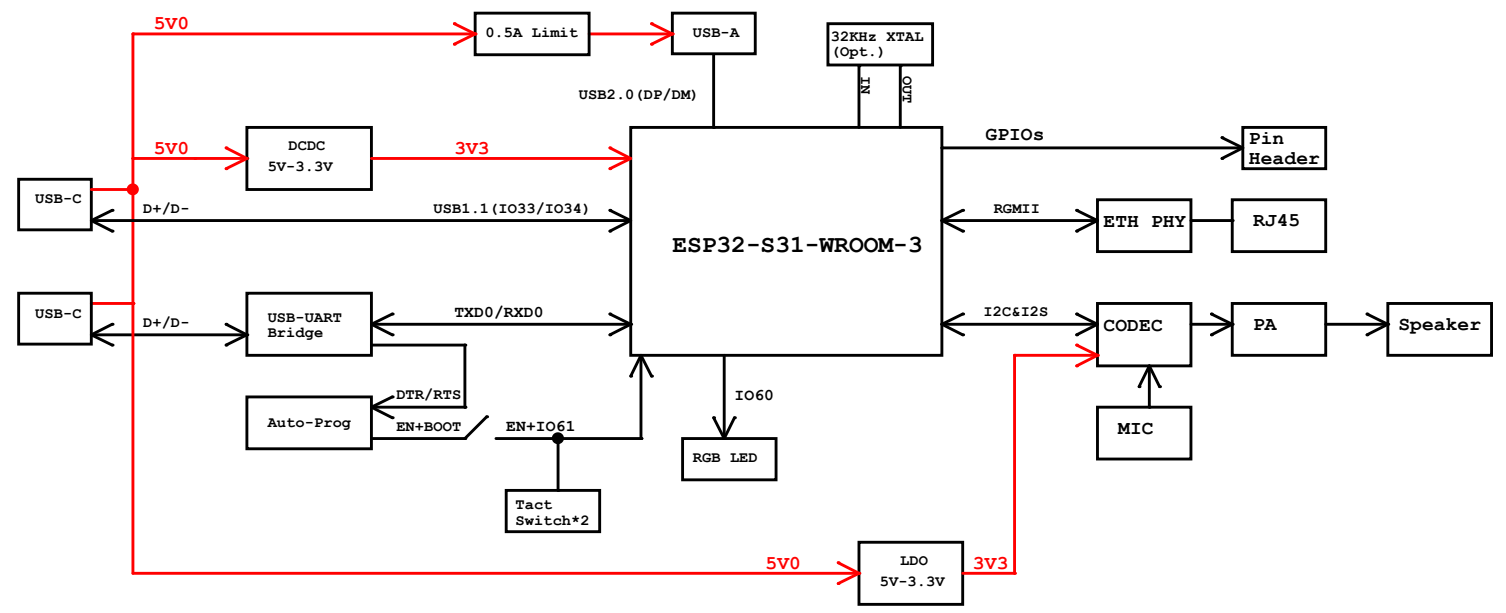 5V0
0.5A Limit
USB-A
32KHz XTAL
(Opt.)
IN
OUT
USB2.0(DP/DM)
GPIOs
Pin
Header
5V0
DCDC
5V-3.3V
3V3
USB-C
D+/D-
USB1.1(IO33/IO34)
RGMII
ETH PHY
RJ45
ESP32-S31-WROOM-3
USB-C
D+/D-
USB-UART
Bridge
TXD0/RXD0
I2C&I2S
CODEC
PA
Speaker
DTR/RTS
IO60
Auto-Prog
EN+BOOT
EN+IO61
MIC
RGB LED
Tact
Switch*2
5V0
LDO
5V-3.3V
3V3